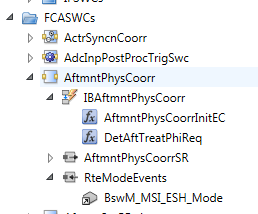 FCASWCs
ActrSyncnCoorr
AdcInpPostProcTrigSwc
AftmntPhysCoorr
IBAftmntPhysCoorr
AftmntPhysCoorrInitEC
DetAftTreatPhiReq
AftmntPhysCoorrSR
RteModeEvents
BswM_MSI_ESH_Mode